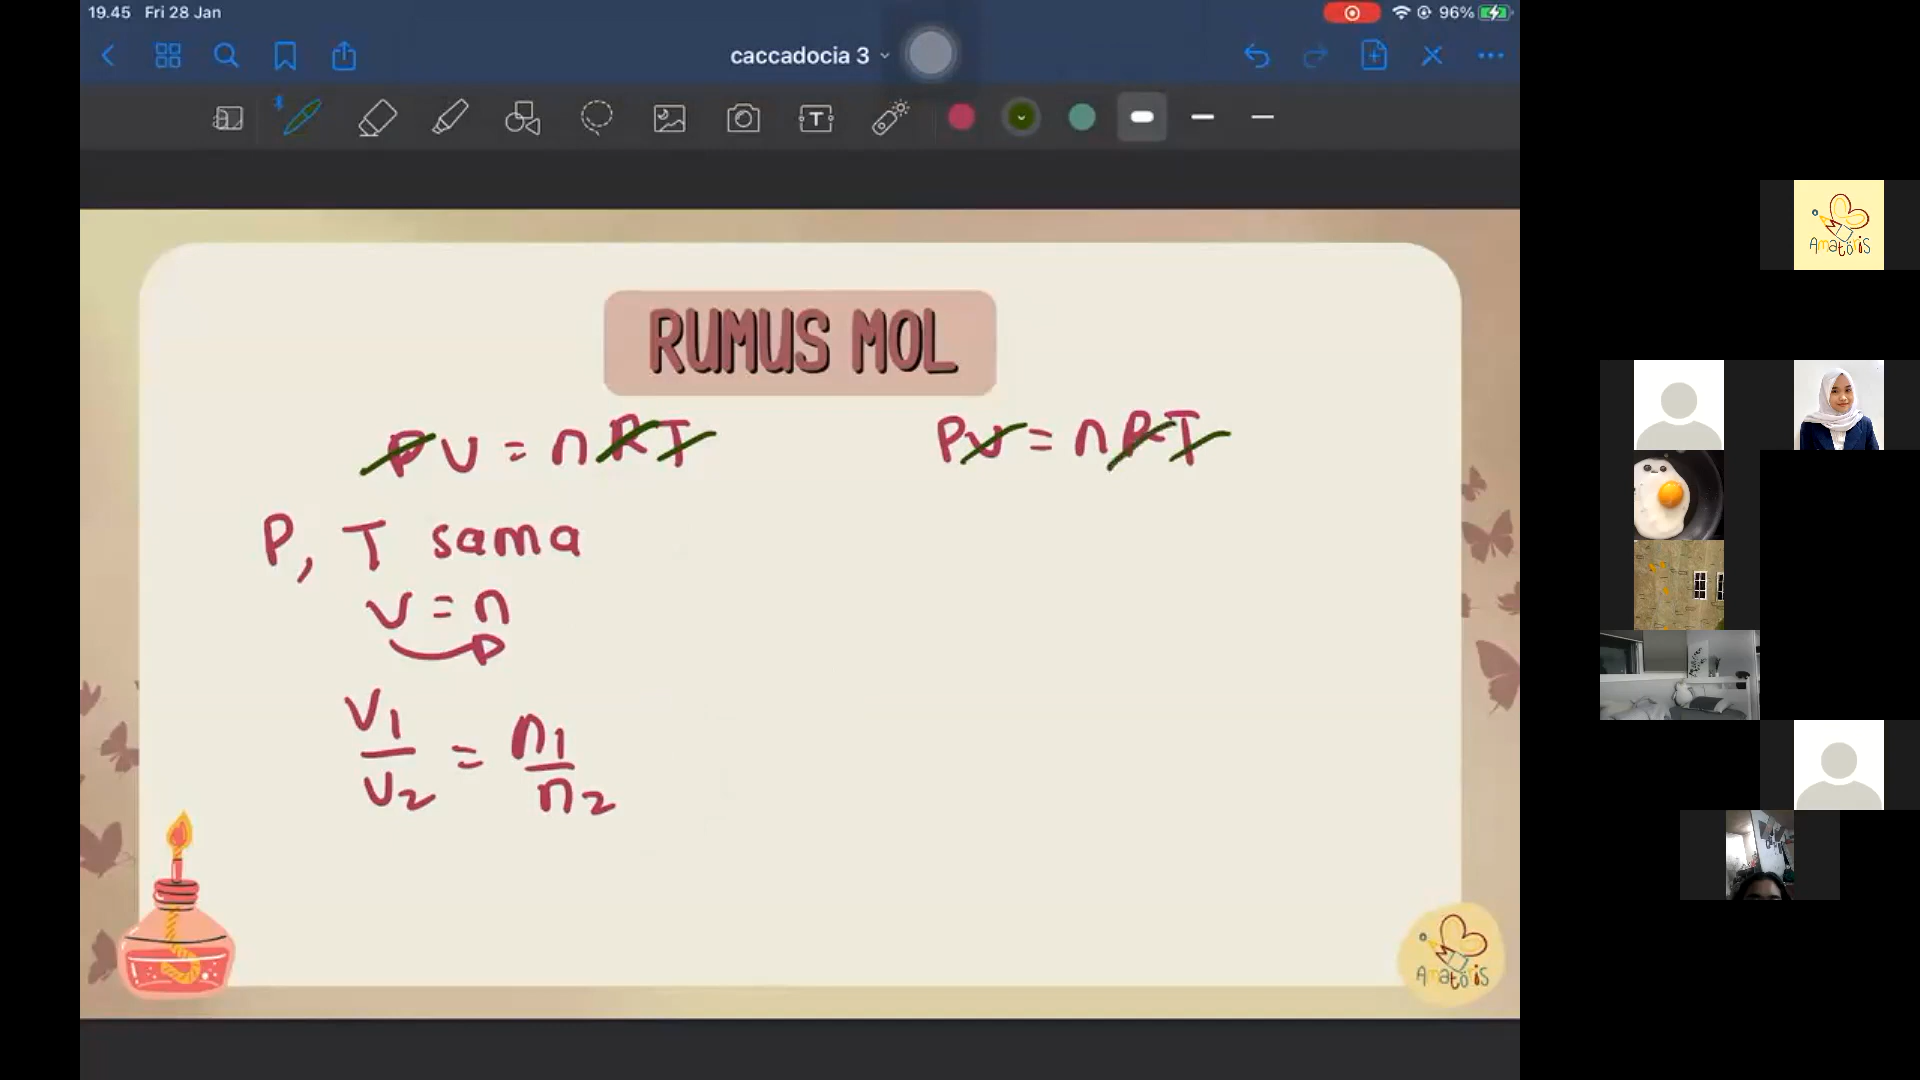 19.45 Fri 28 Jan
96%
caccadocia 3
T
RUMUS MOL
PV = nRT
PV = nRT
P, T sama
V = n
V1
V2
=
n1
n2
Amatoris
Amatoris